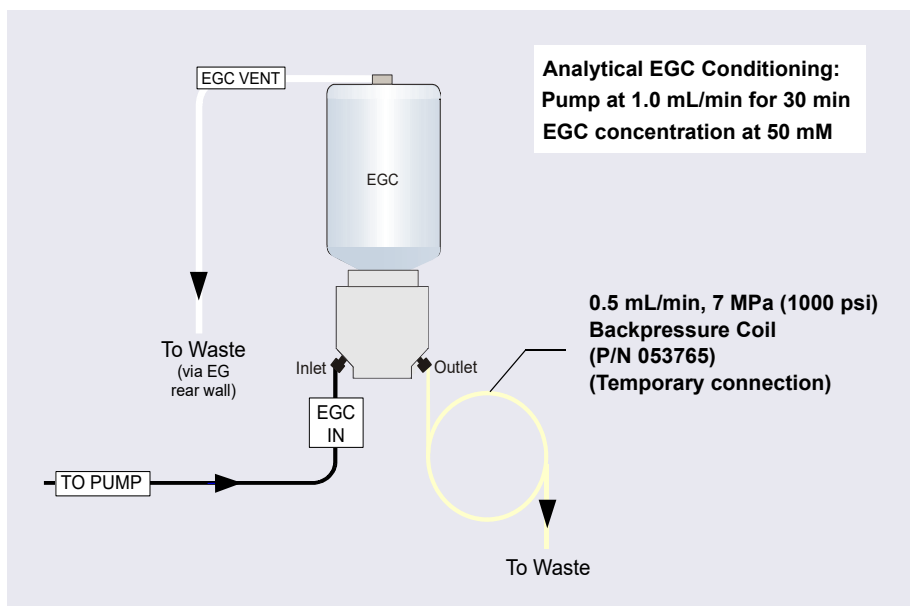 EGC VENT
EGC
Analytical EGC Conditioning:
Pump at 1.0 mL/min for 30 min
EGC concentration at 50 mM
0.5 mL/min, 7 MPa (1000 psi)
Backpressure Coil
(P/N 053765)
(Temporary connection)
To Waste
(via EG
rear wall)
Inlet
Outlet
EGC
IN
TO PUMP
To Waste